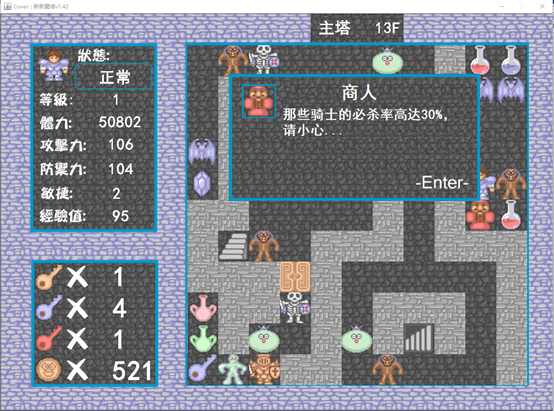 Cover : 新新魔塔v1.42
主塔 13F
狀態:
正常
等級: 1
體力: 50802
攻擊力: 106
防禦力: 104
敏捷: 2
經驗值: 95
商人
那些骑士的必杀率高达30%,
请小心...
-Enter-
1
4
1
521